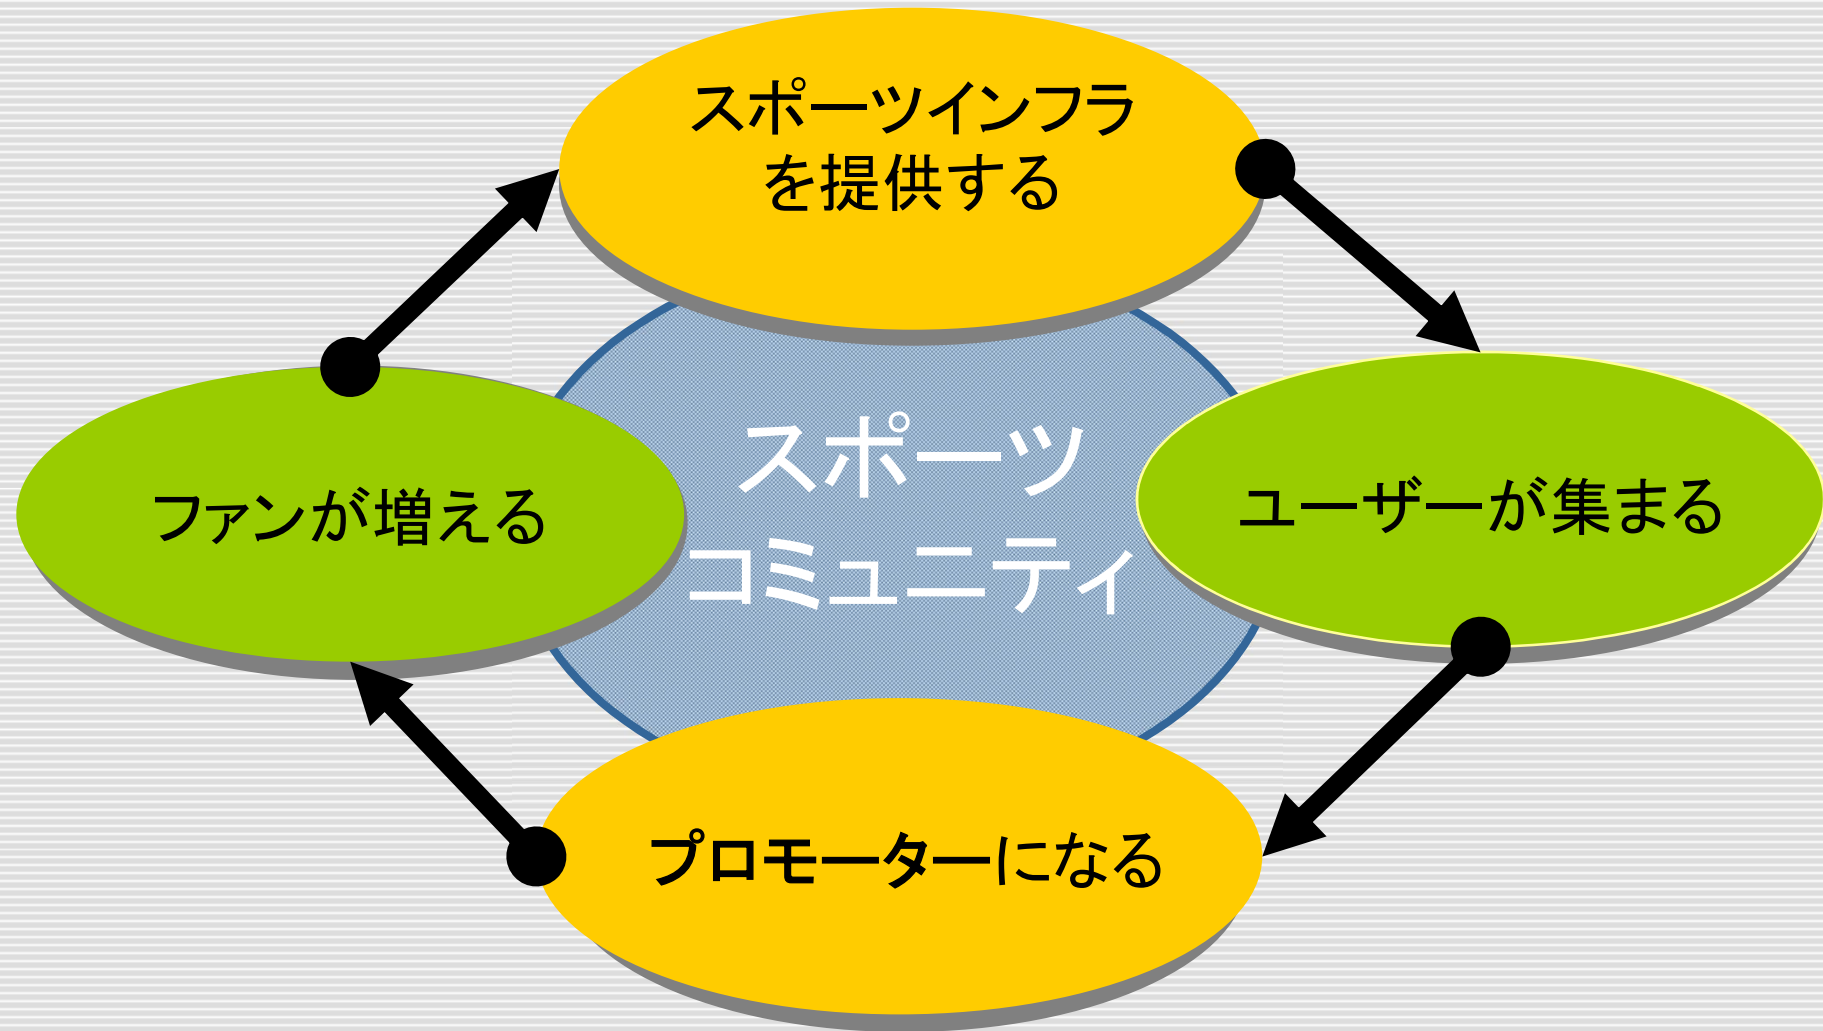 スポーツインフラ
を提供する
スポーツ
コミュニティ
ファンが増える
ユーザーが集まる
プロモーターになる